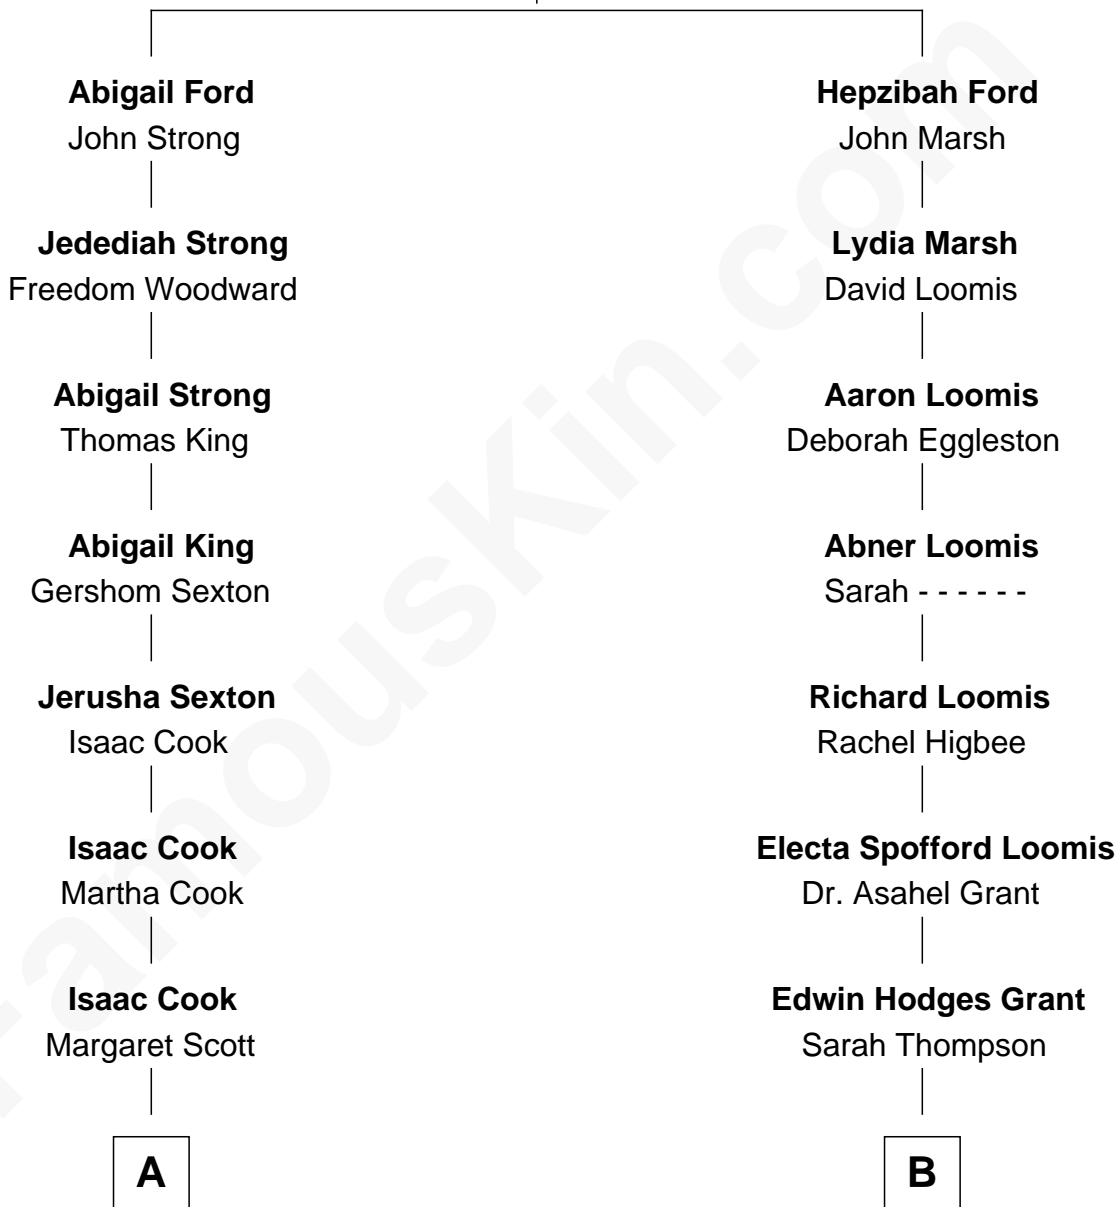 Abigail Ford
John Strong
Hepzibah Ford
John Marsh
Jedediah Strong
Freedom Woodward
Lydia Marsh
David Loomis
Abigail Strong
Thomas King
Aaron Loomis
Deborah Eggleston
Abigail King
Gershom Sexton
Abner Loomis
Sarah - - - - - -
Jerusha Sexton
Isaac Cook
Richard Loomis
Rachel Higbee
Isaac Cook
Martha Cook
Electa Spofford Loomis
Dr. Asahel Grant
Isaac Cook
Margaret Scott
Edwin Hodges Grant
Sarah Thompson
A
B
FamousKin.com